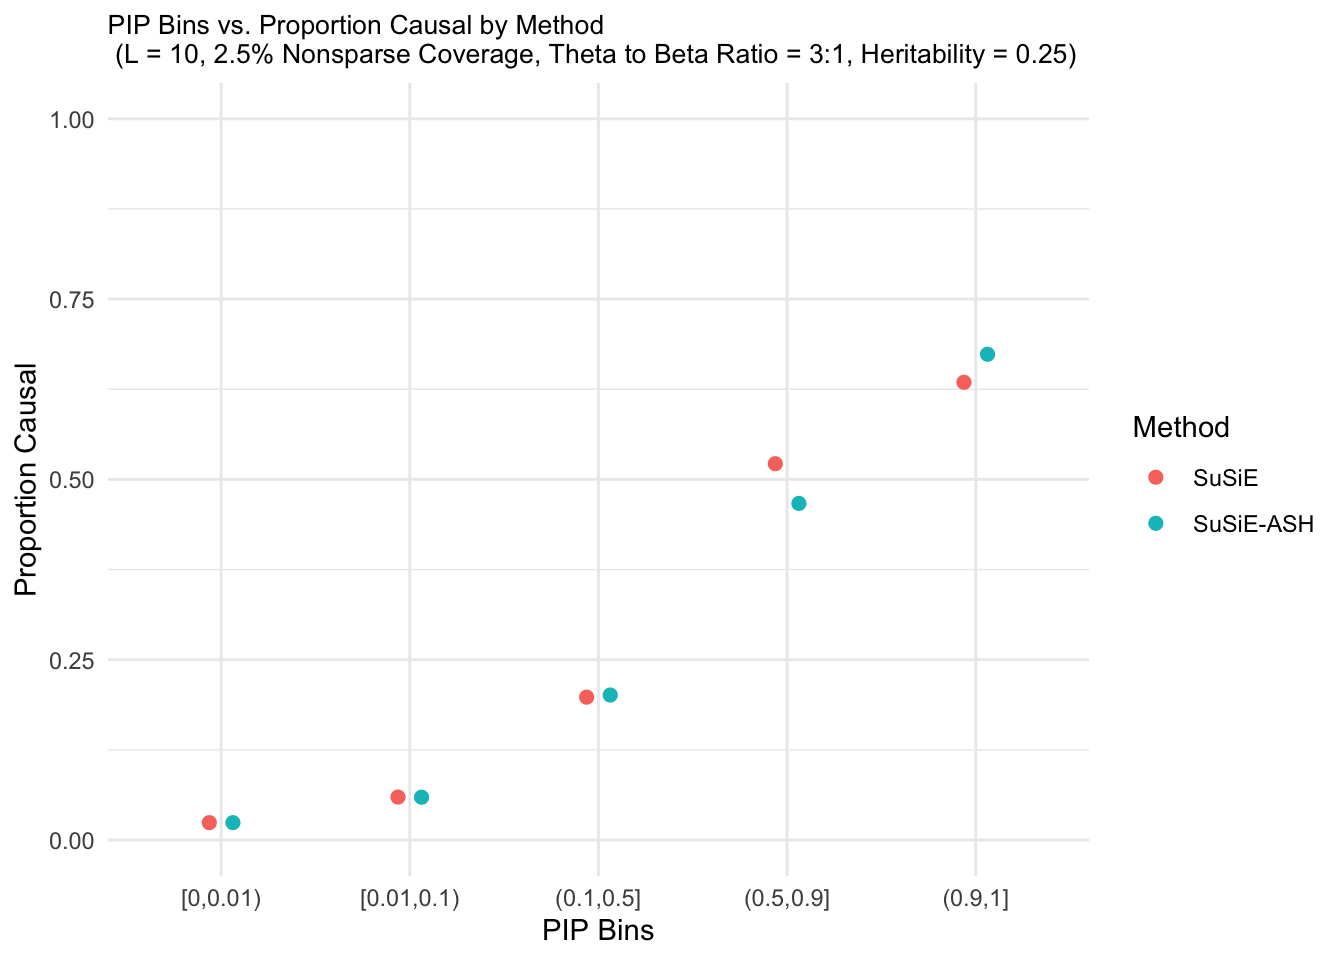 PIP Bins vs. Proportion Causal by Method
(L = 10, 2.5% Nonsparse Coverage, Theta to Beta Ratio = 3:1, Heritability = 0.25)
1.00
0.75
0.50
0.25
0.00
Proportion Causal
[0,0.01)
[0.01,0.1)
(0.1,0.5]
(0.5,0.9]
(0.9,1]
PIP Bins
Method
SuSiE
SuSiE-ASH